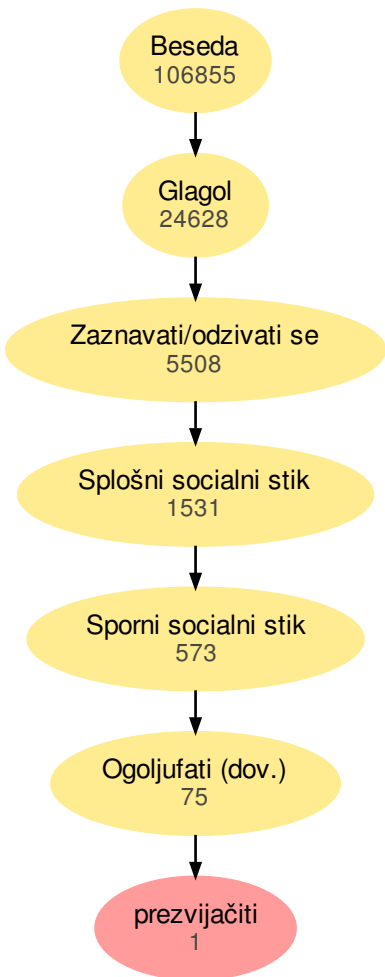 Beseda
106855
Glagol
24628
Zaznavati/odzivati se
5508
Splošni socialni stik
1531
Sporni socialni stik
573
Ogoljufati (dov.)
75
prezvijačiti
1